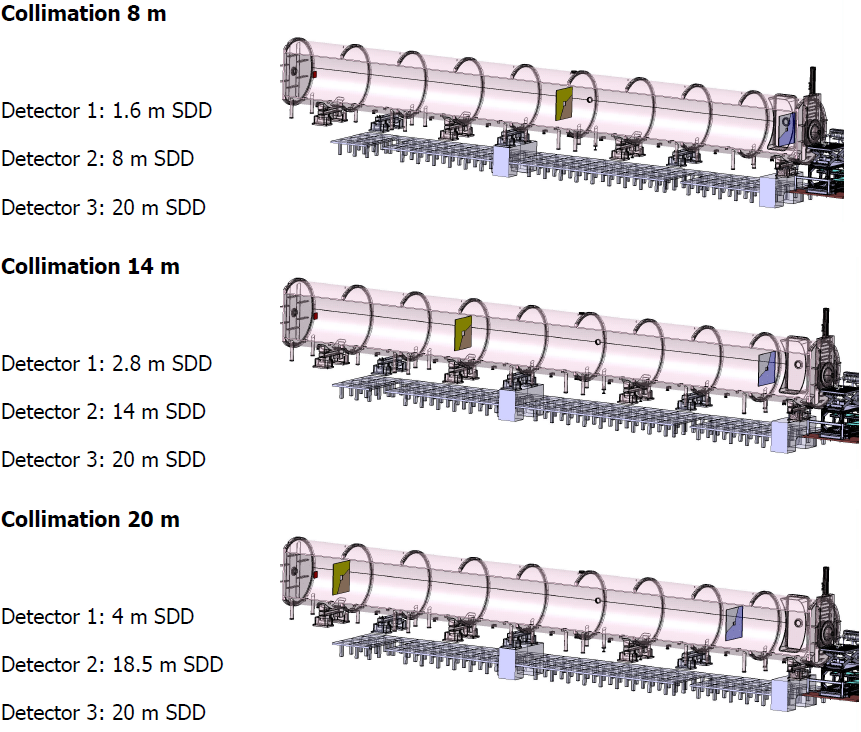 Collimation 8 m
Detector 1: 1.6 m SDD
Detector 2: 8 m SDD
Detector 3: 20 m SDD
Collimation 14 m
Detector 1: 2.8 m SDD
Detector 2: 14 m SDD
Detector 3: 20 m SDD
Collimation 20 m
Detector 1: 4 m SDD
Detector 2: 18.5 m SDD
Detector 3: 20 m SDD